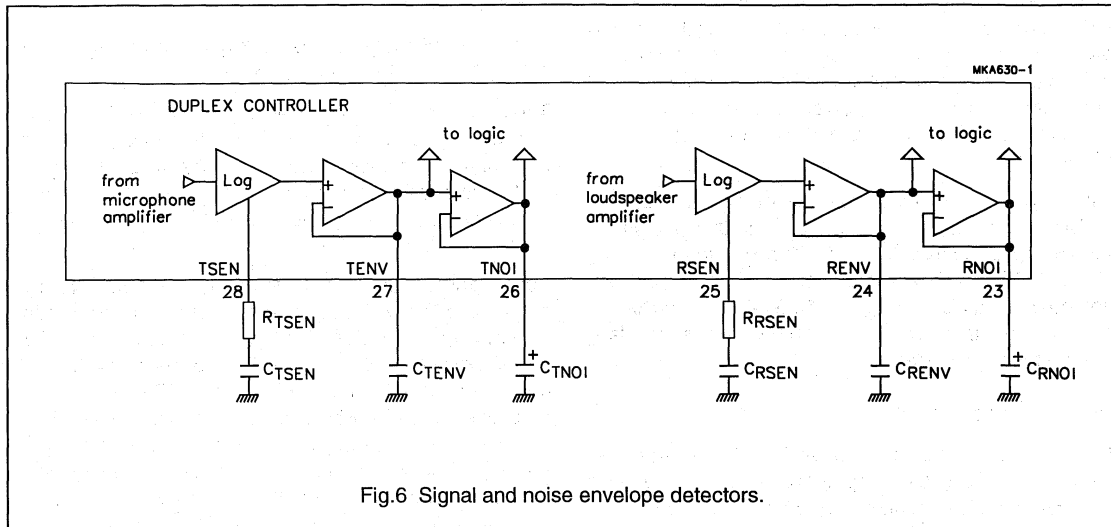 MKA630-1
DUPLEX CONTROLLER
to logic
to logic
from
microphone
amplifier
Log
+
−
+
−
from
loudspeaker
amplifier
Log
+
−
+
−
TSEN
TENV
TNOI
RSEN
RENV
RNOI
28
27
26
25
24
23
RTSEN
RRSEN
CTSEN
CTENV
+
CTNOI
CRSEN
CRENV
+
CRNOI
Fig.6 Signal and noise envelope detectors.